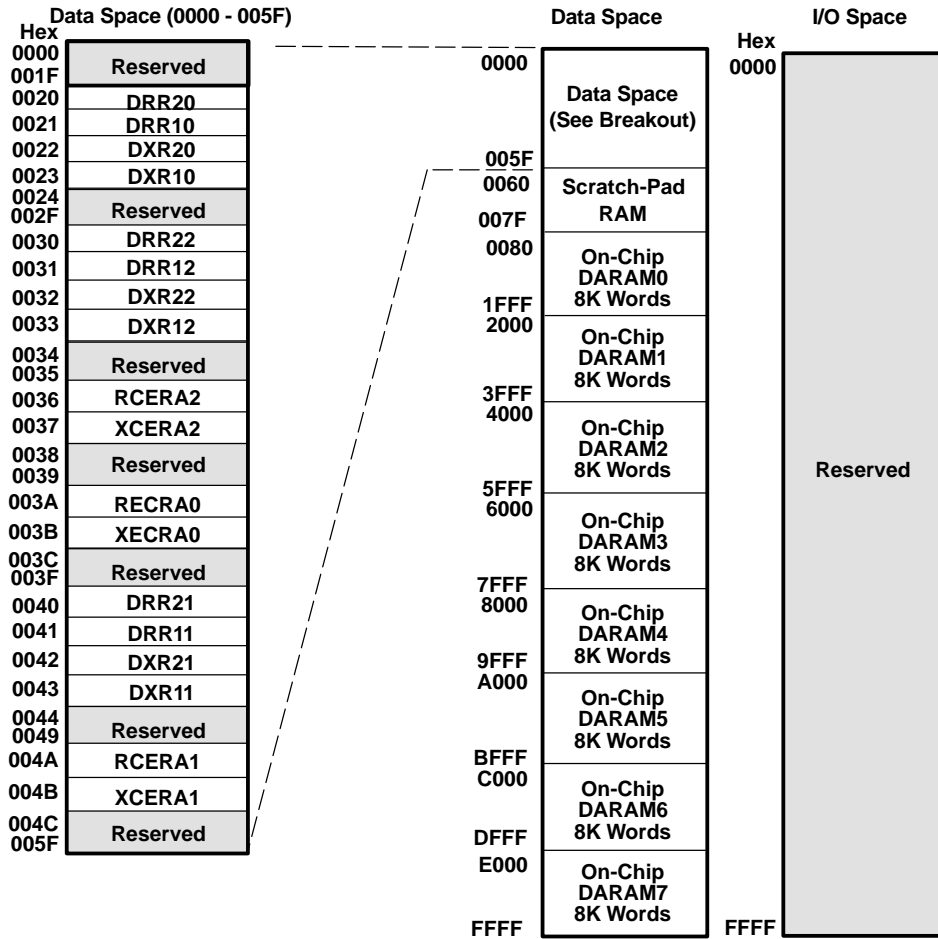 Data Space (0000 - 005F)
Hex
0000
001F
Reserved
0020
DRR20
0021
DRR10
0022
DXR20
0023
DXR10
0024
002F
Reserved
0030
DRR22
0031
DRR12
0032
DXR22
0033
DXR12
0034
0035
Reserved
0036
RCERA2
0037
XCERA2
0038
0039
Reserved
003A
RECRA0
003B
XECRA0
003C
003F
Reserved
0040
DRR21
0041
DRR11
0042
DXR21
0043
DXR11
0044
0049
Reserved
004A
RCERA1
004B
XCERA1
004C
005F
Reserved
Data Space
0000
Data Space
(See Breakout)
005F
0060
Scratch-Pad
RAM
007F
0080
On-Chip
DARAM0
8K Words
1FFF
2000
On-Chip
DARAM1
8K Words
3FFF
4000
On-Chip
DARAM2
8K Words
5FFF
6000
On-Chip
DARAM3
8K Words
7FFF
8000
On-Chip
DARAM4
8K Words
9FFF
A000
On-Chip
DARAM5
8K Words
BFFF
C000
On-Chip
DARAM6
8K Words
DFFF
E000
On-Chip
DARAM7
8K Words
FFFF
I/O Space
Hex
0000
Reserved
FFFF